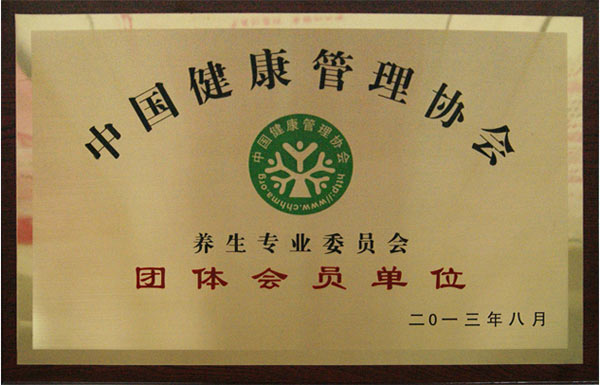 中国健康管理协会
中国健康管理协会
http://www.chhma.org
养生专业委员会
团体会员单位
二0一三年八月